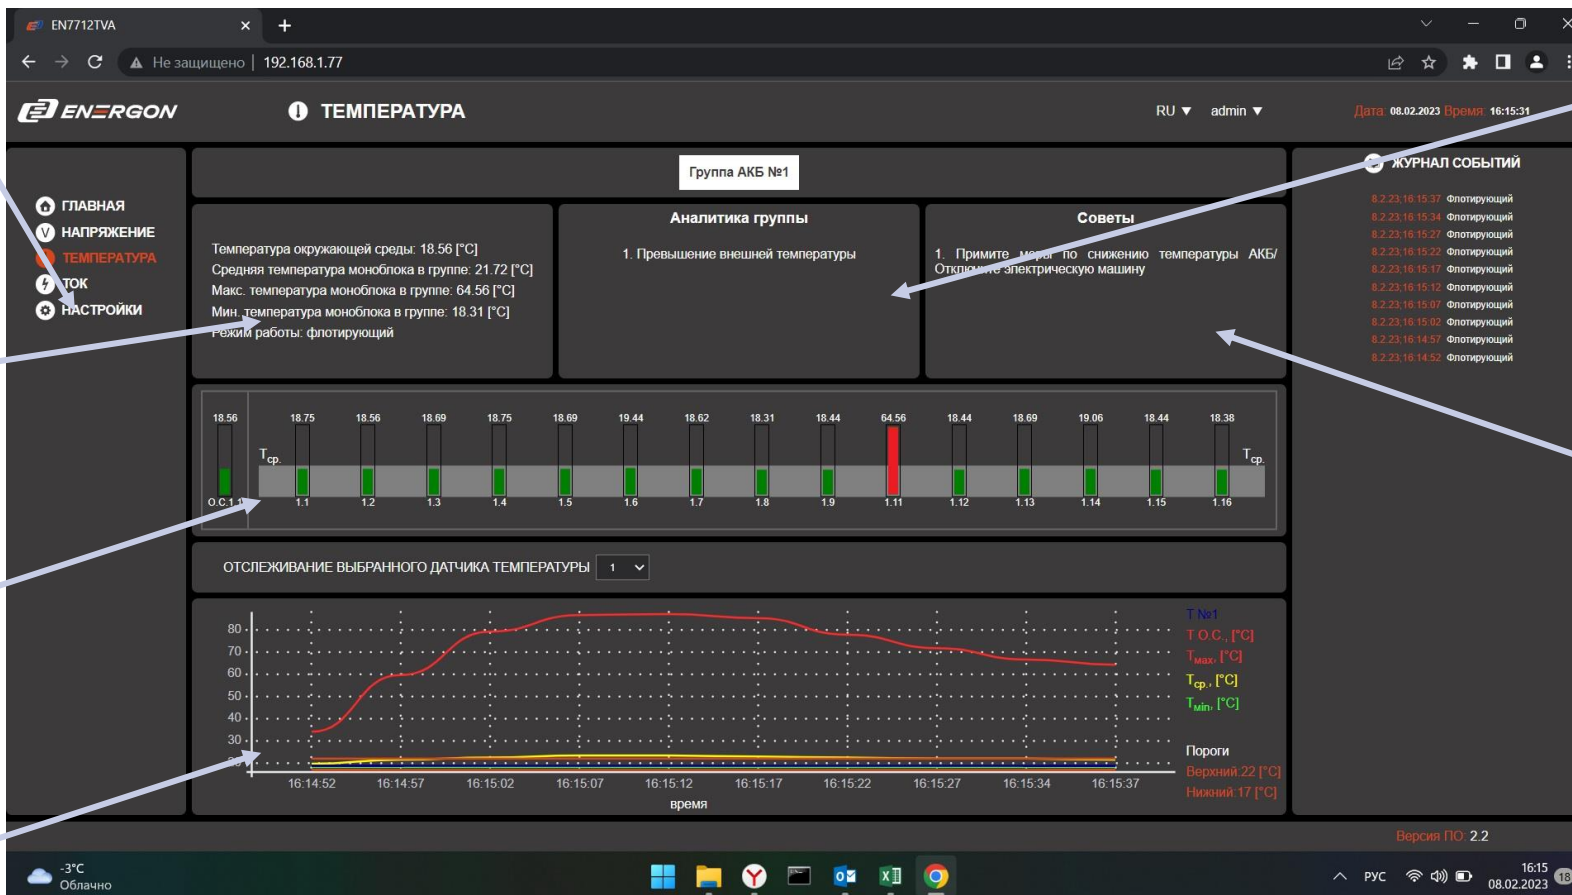 EN7712TVA
Не защищено | 192.168.1.77
ENERGON
ТЕМПЕРАТУРА
RU ▼ admin ▼
Дата: 08.02.2023 Время: 16:15:31
ГЛАВНАЯ
V НАПРЯЖЕНИЕ
ТЕМПЕРАТУРА
ТОК
НАСТРОЙКИ
Группа АКБ №1
Температура окружающей среды: 18.56 [°C]
Средняя температура моноблока в группе: 21.72 [°C]
Макс. температура моноблока в группе: 64.56 [°C]
Мин. температура моноблока в группе: 18.31 [°C]
Режим работы: флотирующий
Аналитика группы
1. Превышение внешней температуры
Советы
1. Примите меры по снижению температуры АКБ/
Отключите электрическую машину
ЖУРНАЛ СОБЫТИЙ
8.2.23;16:15:37 Флотирующий
8.2.23;16:15:34 Флотирующий
8.2.23;16:15:27 Флотирующий
8.2.23;16:15:22 Флотирующий
8.2.23;16:15:17 Флотирующий
8.2.23;16:15:12 Флотирующий
8.2.23;16:15:07 Флотирующий
8.2.23;16:15:02 Флотирующий
8.2.23;16:14:57 Флотирующий
8.2.23;16:14:52 Флотирующий
18.56 18.75 18.56 18.69 18.75 18.69 19.44 18.62 18.31 18.44 64.56 18.44 18.69 19.06 18.44 18.38
Tср. Tср.
О.С.1.1 1.1 1.2 1.3 1.4 1.5 1.6 1.7 1.8 1.9 1.11 1.12 1.13 1.14 1.15 1.16
ОТСЛЕЖИВАНИЕ ВЫБРАННОГО ДАТЧИКА ТЕМПЕРАТУРЫ 1
80
70
60
50
40
30
20
16:14:52 16:14:57 16:15:02 16:15:07 16:15:12 16:15:17 16:15:22 16:15:27 16:15:34 16:15:37
время
T №1
T О.С., [°C]
Tмах, [°C]
Tср., [°C]
Tмin, [°C]
Пороги
Верхний:22 [°C]
Нижний:17 [°C]
Версия ПО: 2.2
-3°C
Облачно
РУС
16:15
08.02.2023
18